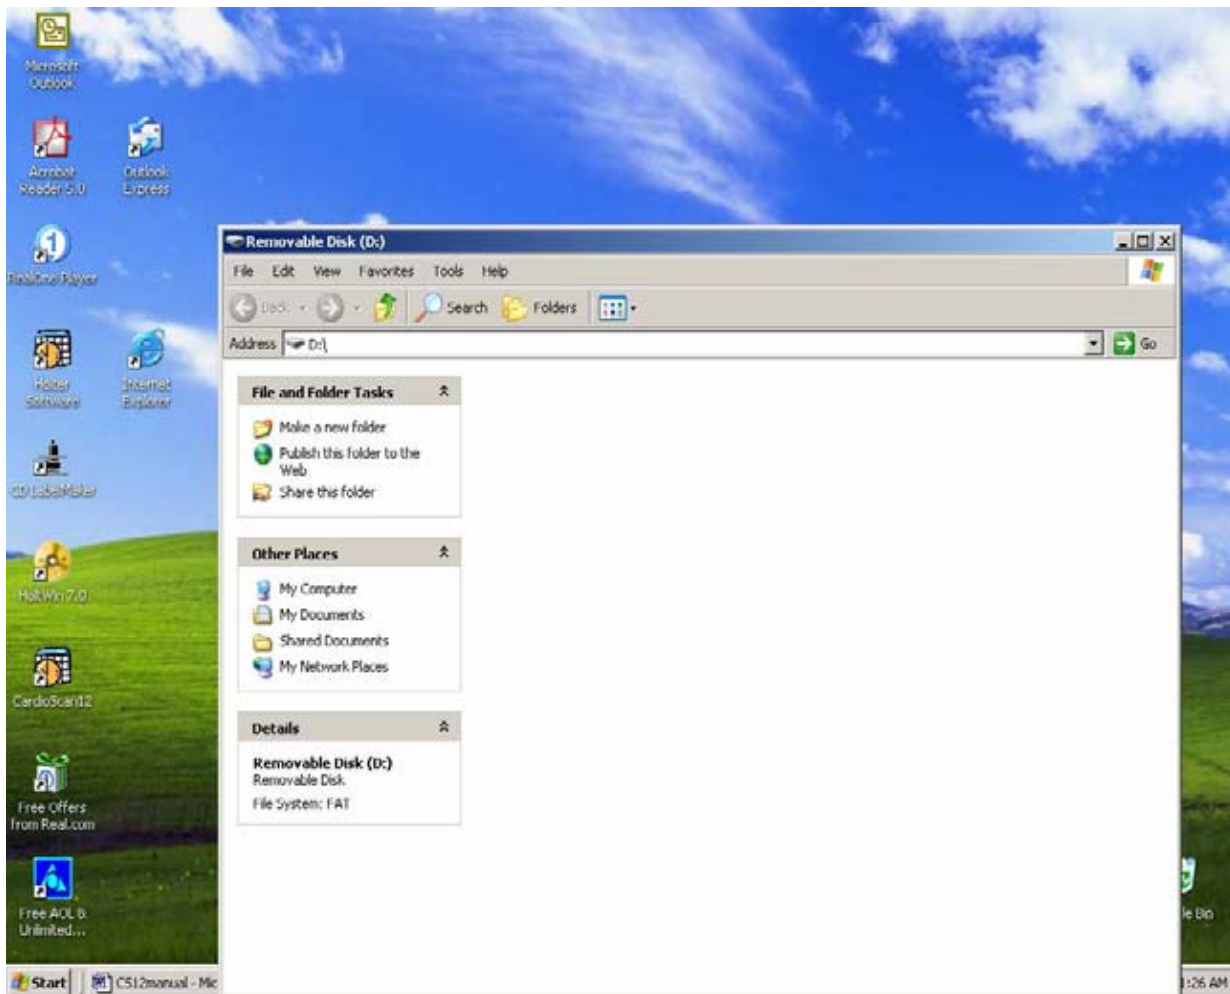 Microsoft
Outlook
Acrobat
Reader 5.0
Outlook
Express
RealOne Player
Holter
Software
Internet
Explorer
CD LabelMaker
HoltWin 7.0
CardioScan12
Free Offers
from Real.com
Free AOL &
Unlimited...
Removable Disk (D:)
File Edit View Favorites Tools Help
Back Search Folders
Address D:\ Go
File and Folder Tasks
Make a new folder
Publish this folder to the
Web
Share this folder
Other Places
My Computer
My Documents
Shared Documents
My Network Places
Details
Removable Disk (D:)
Removable Disk
File System: FAT
le Bin
Start CS12manual - Mic :26 AM